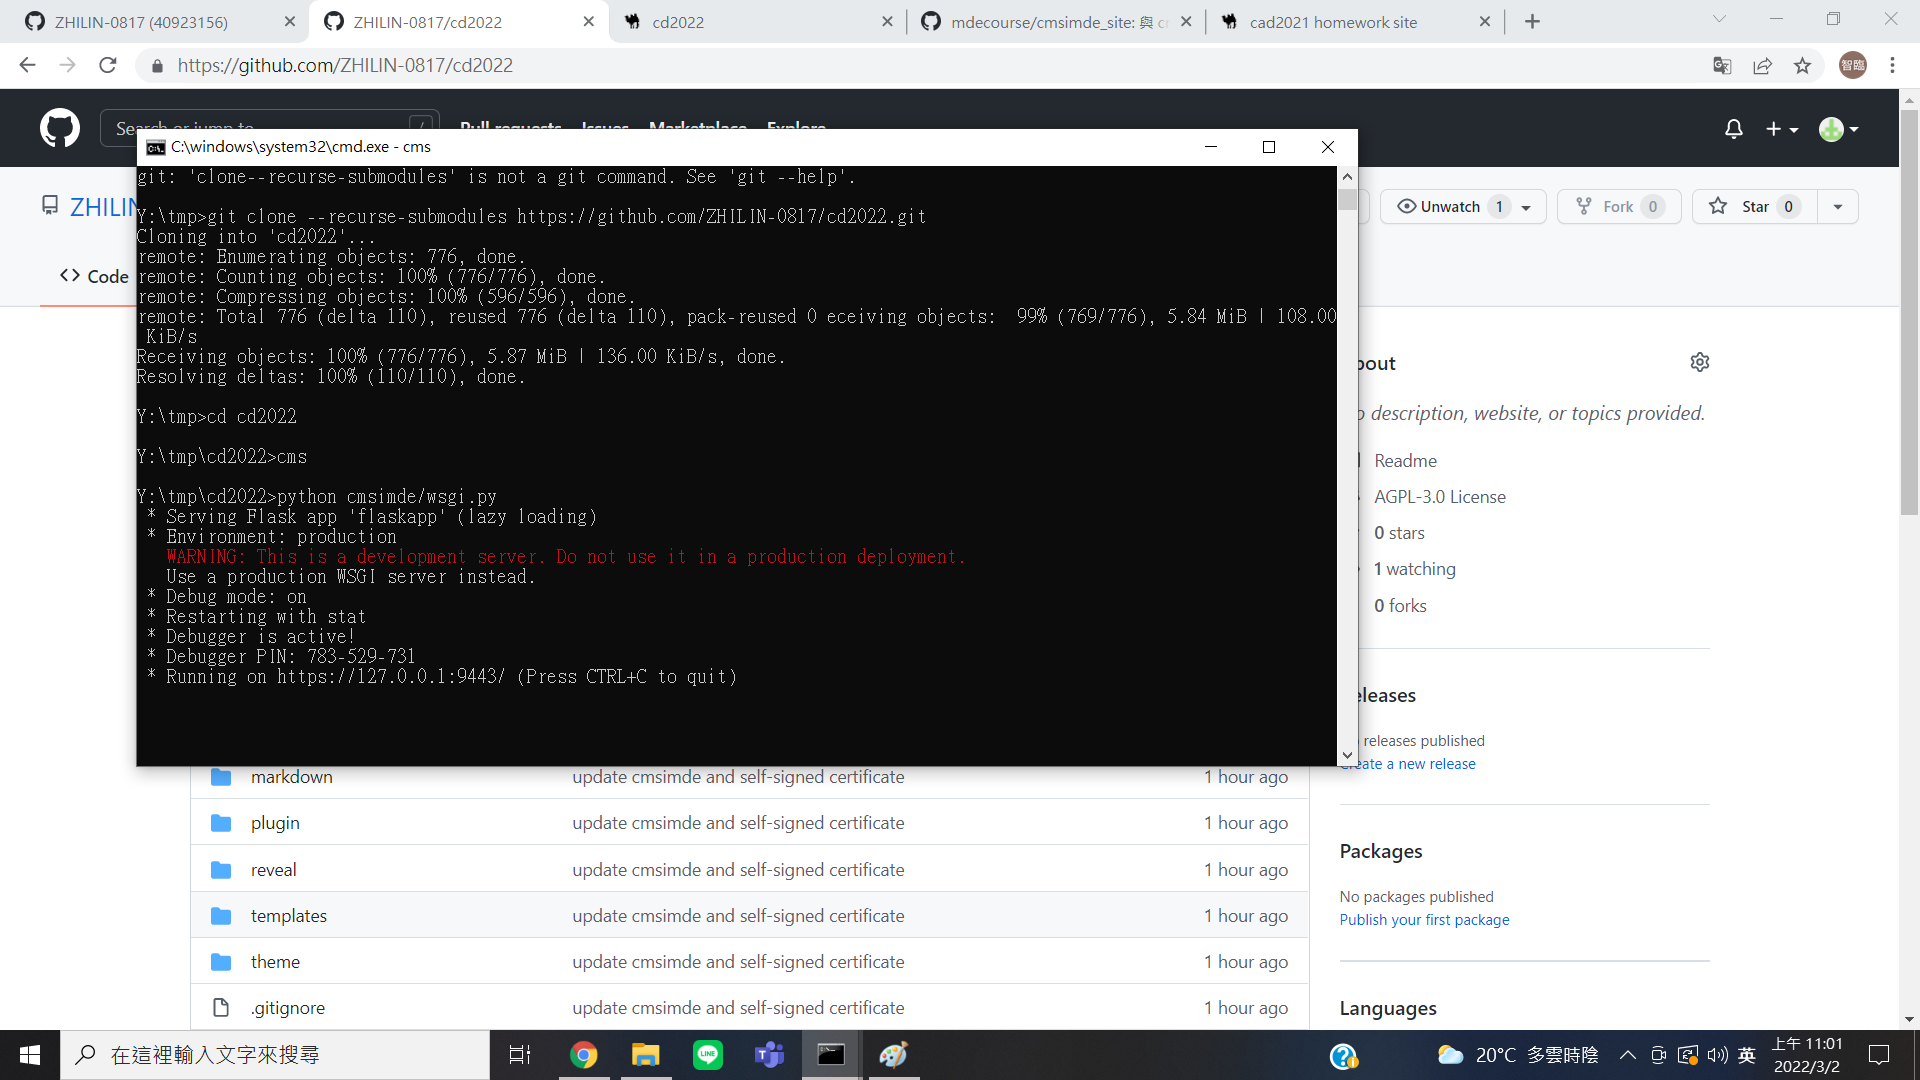 ZHILIN-0817 (40923156)
ZHILIN-0817/cd2022
cd2022
mdecourse/cmsimde_site: 與 c
cad2021 homework site
https://github.com/ZHILIN-0817/cd2022
智臨
Search or jump to
/
Pull requests
Issues
Marketplace
Explore
C:\windows\system32\cmd.exe - cms
git: 'clone--recurse-submodules' is not a git command. See 'git --help'.
Y:\tmp>git clone --recurse-submodules https://github.com/ZHILIN-0817/cd2022.git
Cloning into 'cd2022'...
remote: Enumerating objects: 776, done.
remote: Counting objects: 100% (776/776), done.
remote: Compressing objects: 100% (596/596), done.
remote: Total 776 (delta 110), reused 776 (delta 110), pack-reused 0 eceiving objects:  99% (769/776), 5.84 MiB | 108.00
KiB/s
Receiving objects: 100% (776/776), 5.87 MiB | 136.00 KiB/s, done.
Resolving deltas: 100% (110/110), done.
Y:\tmp>cd cd2022
Y:\tmp\cd2022>cms
Y:\tmp\cd2022>python cmsimde/wsgi.py
* Serving Flask app 'flaskapp' (lazy loading)
* Environment: production
WARNING: This is a development server. Do not use it in a production deployment.
Use a production WSGI server instead.
* Debug mode: on
* Restarting with stat
* Debugger is active!
* Debugger PIN: 783-529-731
* Running on https://127.0.0.1:9443/ (Press CTRL+C to quit)
ZHILIN
Code
Unwatch 1
Fork 0
Star 0
bout
o description, website, or topics provided.
Readme
AGPL-3.0 License
0 stars
1 watching
0 forks
eleases
releases published
Create a new release
Packages
No packages published
Publish your first package
Languages
markdown update cmsimde and self-signed certificate 1 hour ago
plugin update cmsimde and self-signed certificate 1 hour ago
reveal update cmsimde and self-signed certificate 1 hour ago
templates update cmsimde and self-signed certificate 1 hour ago
theme update cmsimde and self-signed certificate 1 hour ago
.gitignore update cmsimde and self-signed certificate 1 hour ago
在這裡輸入文字來搜尋
LINE
20°C 多雲時陰
英
上午 11:01
2022/3/2